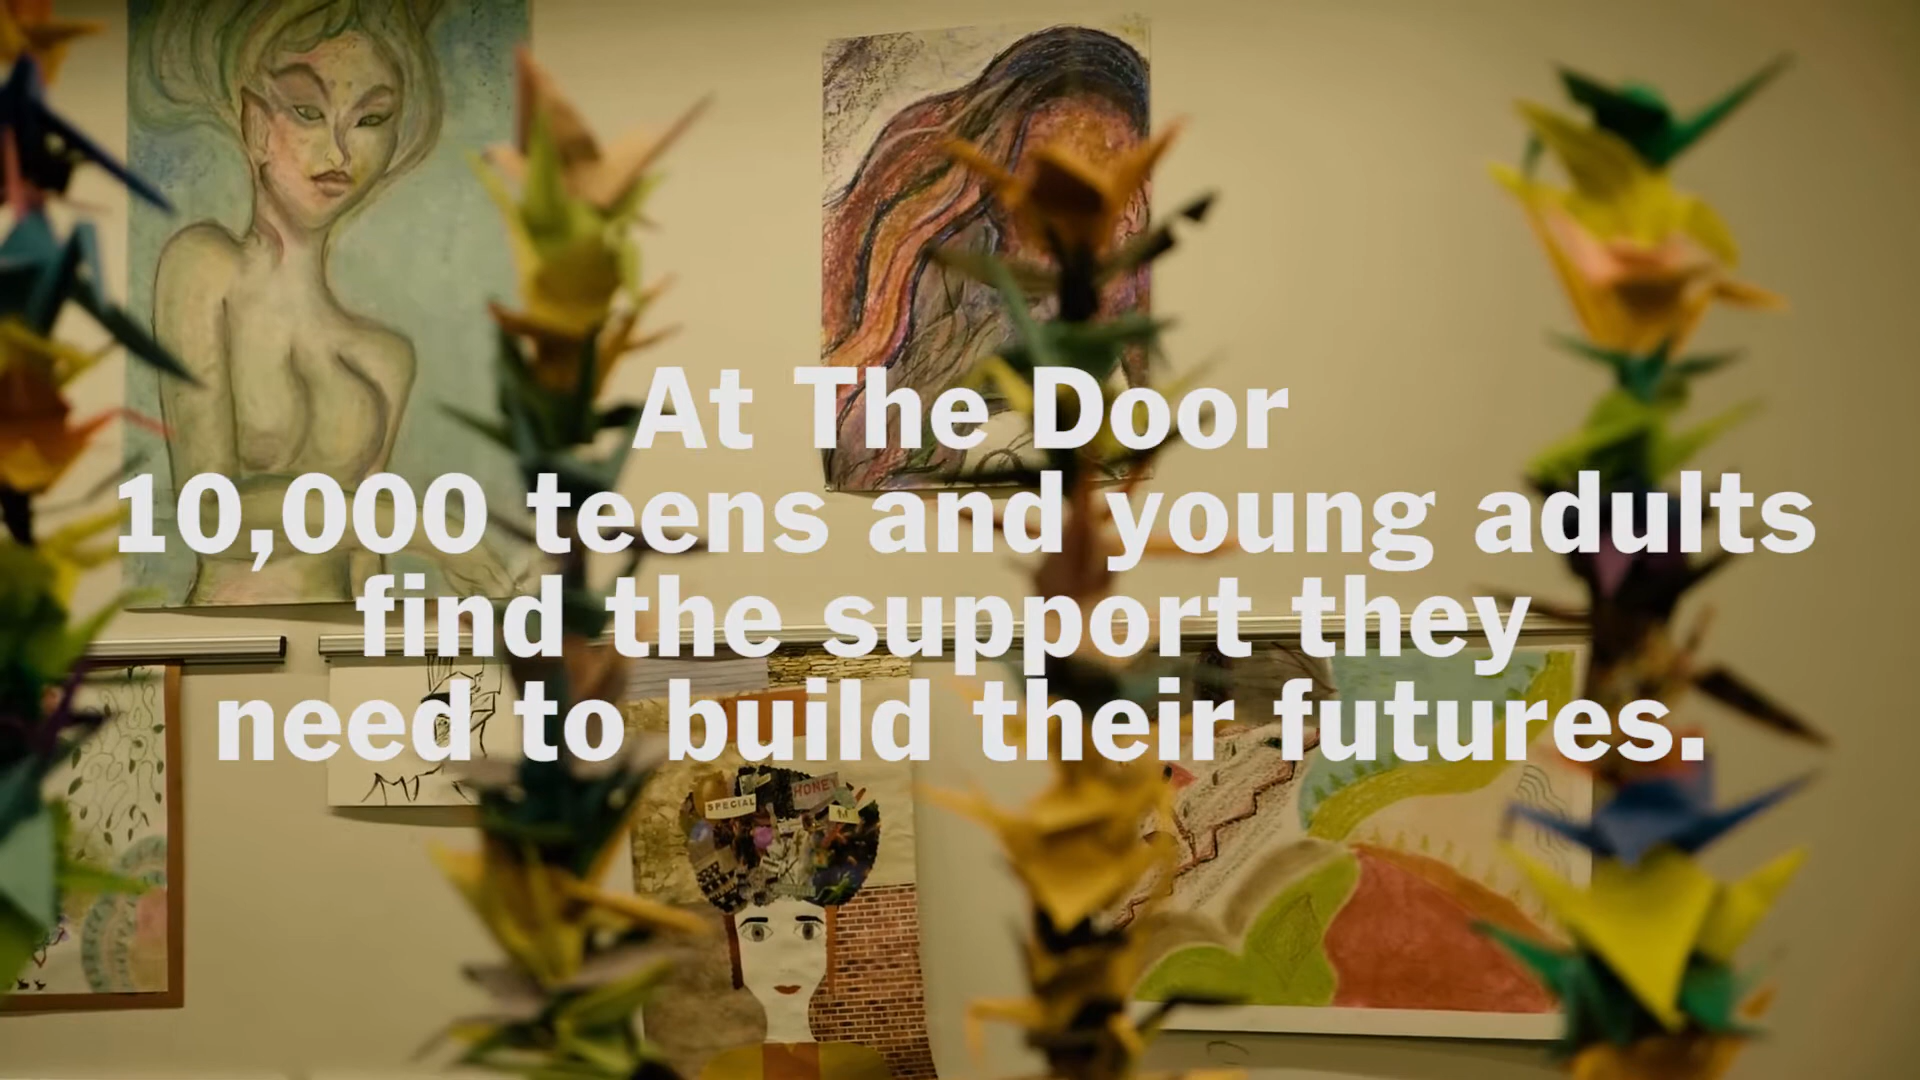 At The Door
10,000 teens and young adults
find the support they
need to build their futures.
SPECIAL
HONEY
M